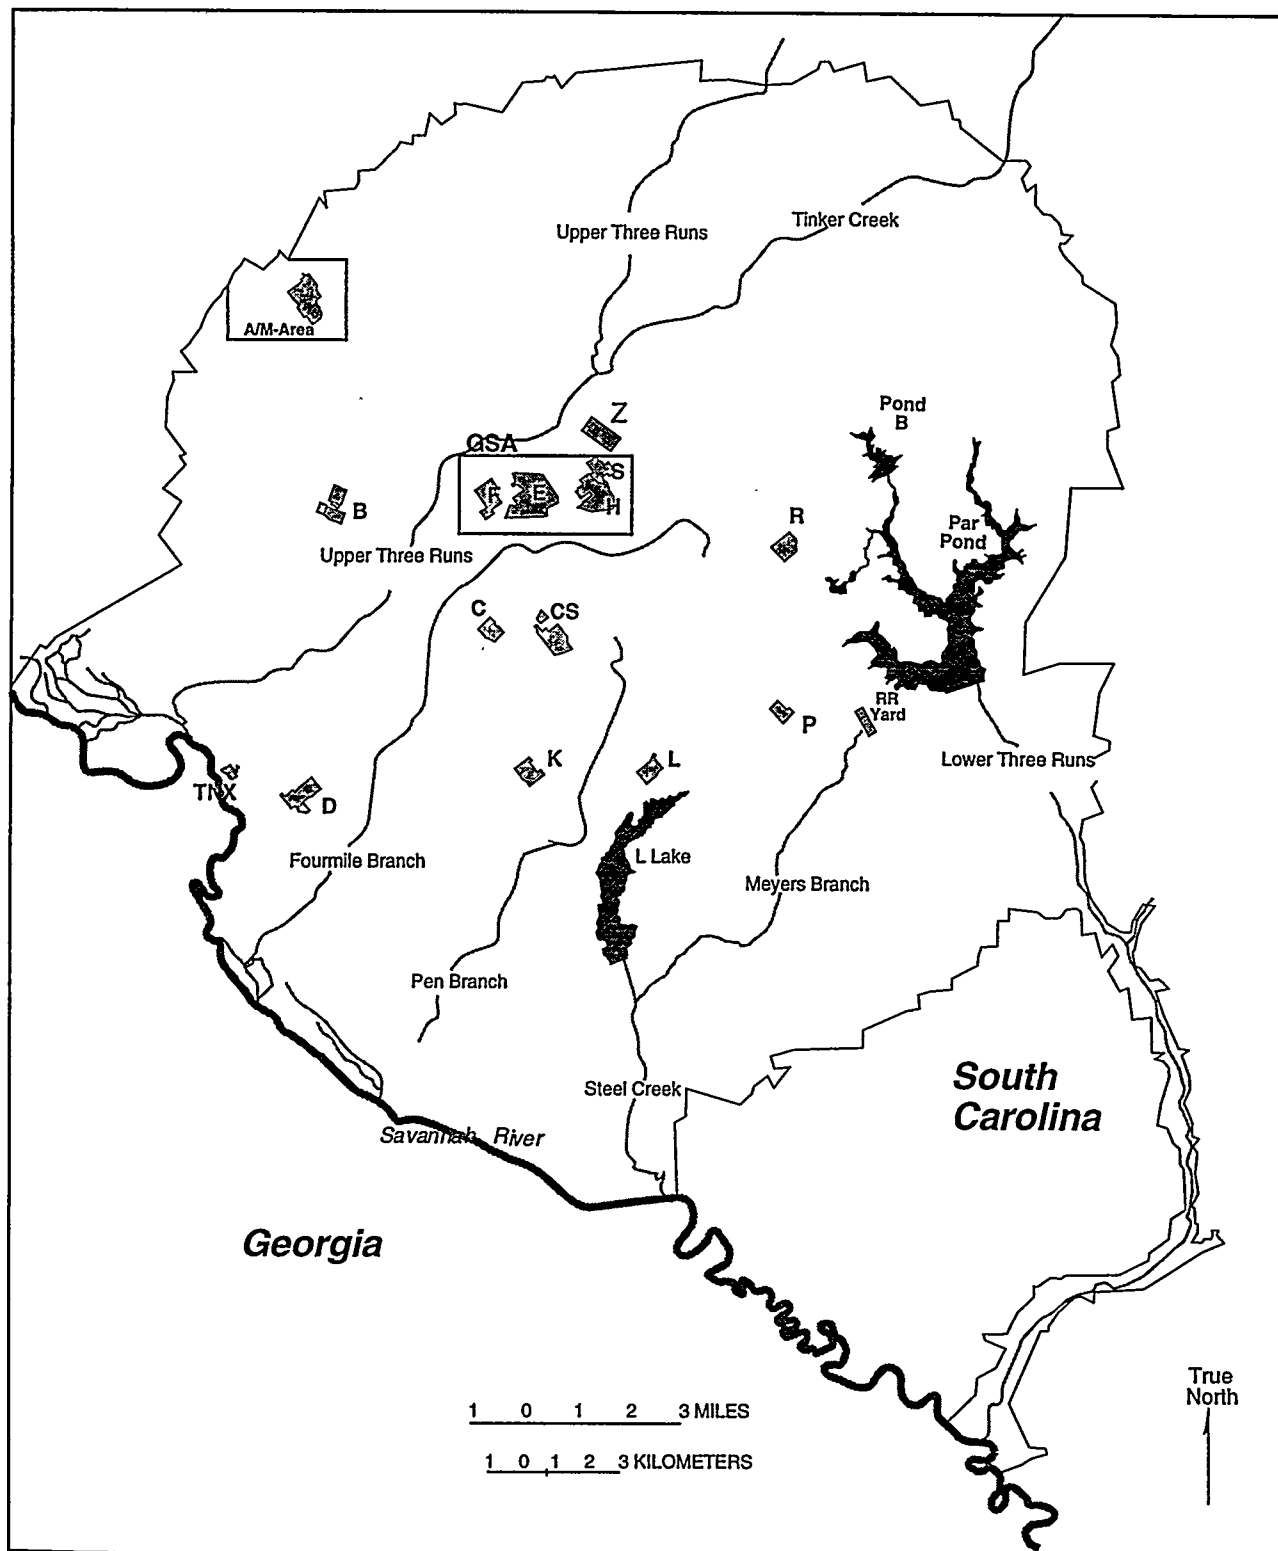 Upper Three Runs
Tinker Creek
A/M-Area
Z
Pond
B
GSA
S
F
E
H
B
R
Par
Pond
Upper Three Runs
C
CS
RR
Yard
P
Lower Three Runs
K
L
TNX
D
L Lake
Fourmile Branch
Meyers Branch
Pen Branch
Steel Creek
South
Carolina
Savannah River
Georgia
True
North
1 0 1 2 3 MILES
1 0 1 2 3 KILOMETERS